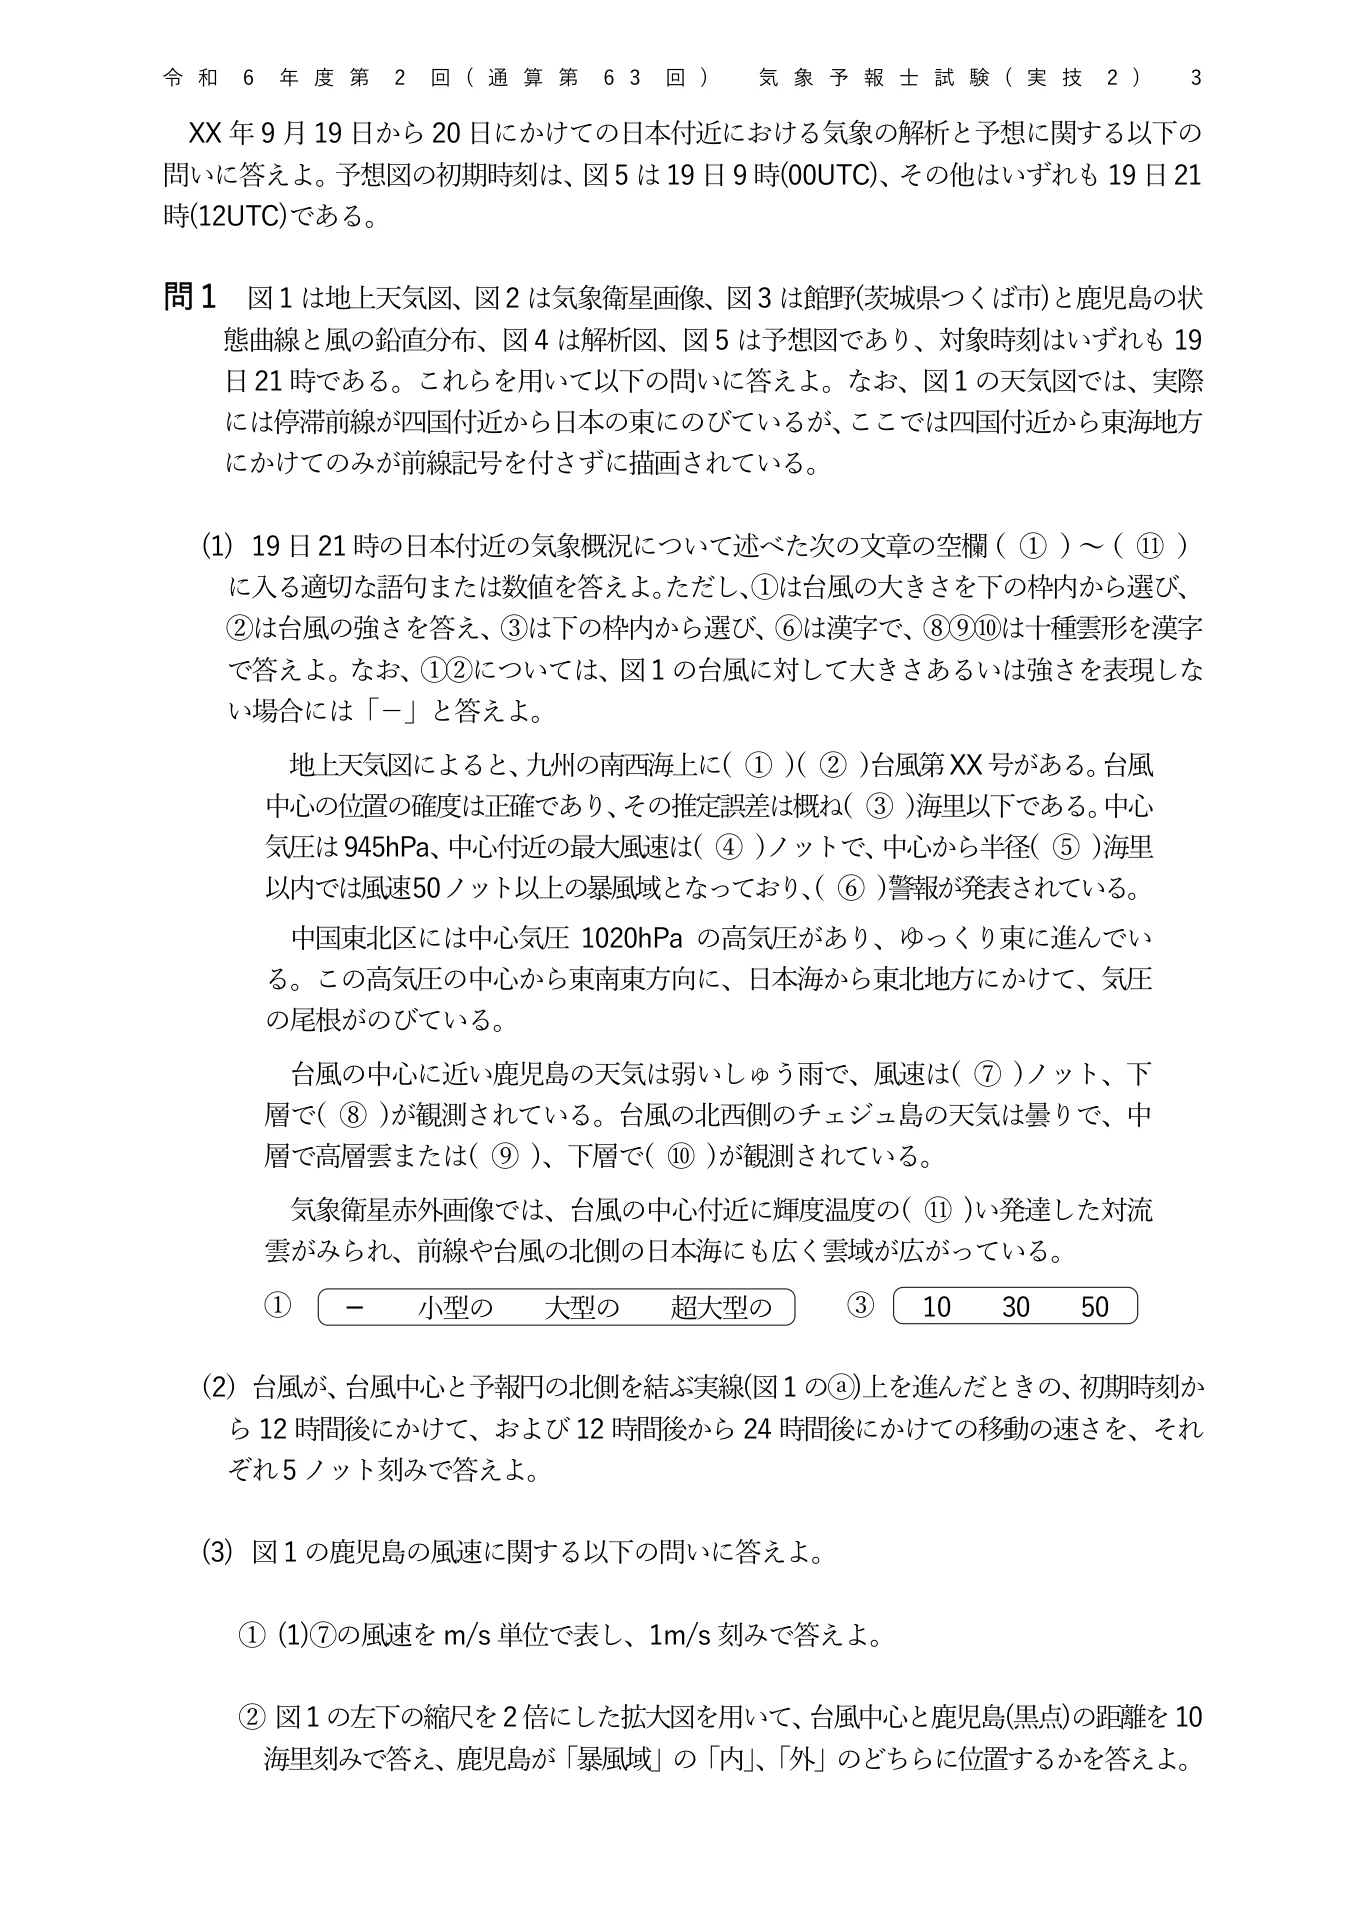 令和6年度第2回(通算第63回) 気象予報士試験(実技2) 3
XX 年 9 月 19 日から 20 日にかけての日本付近における気象の解析と予想に関する以下の
問いに答えよ。予想図の初期時刻は、図 5 は 19 日 9 時(00UTC)、その他はいずれも 19 日 21
時(12UTC)である。
問 1 図 1 は地上天気図、図 2 は気象衛星画像、図 3 は館野(茨城県つくば市)と鹿児島の状
態曲線と風の鉛直分布、図 4 は解析図、図 5 は予想図であり、対象時刻はいずれも 19
日 21 時である。これらを用いて以下の問いに答えよ。なお、図 1 の天気図では、実際
には停滞前線が四国付近から日本の東にのびているが、ここでは四国付近から東海地方
にかけてのみが前線記号を付さずに描画されている。
(1) 19 日 21 時の日本付近の気象概況について述べた次の文章の空欄 ( ① ) ～ ( ⑪ )
に入る適切な語句または数値を答えよ。ただし、①は台風の大きさを下の枠内から選び、
②は台風の強さを答え、③は下の枠内から選び、⑥は漢字で、⑧⑨⑩は十種雲形を漢字
で答えよ。なお、①②については、図 1 の台風に対して大きさあるいは強さを表現しな
い場合には「－」と答えよ。
地上天気図によると、九州の南西海上に( ① )( ② )台風第 XX 号がある。台風
中心の位置の確度は正確であり、その推定誤差は概ね( ③ )海里以下である。中心
気圧は 945hPa、中心付近の最大風速は( ④ )ノットで、中心から半径( ⑤ )海里
以内では風速50 ノット以上の暴風域となっており、( ⑥ )警報が発表されている。
中国東北区には中心気圧 1020hPa の高気圧があり、ゆっくり東に進んでい
る。この高気圧の中心から東南東方向に、日本海から東北地方にかけて、気圧
の尾根がのびている。
台風の中心に近い鹿児島の天気は弱いしゅう雨で、風速は( ⑦ )ノット、下
層で( ⑧ )が観測されている。台風の北西側のチェジュ島の天気は曇りで、中
層で高層雲または( ⑨ )、下層で( ⑩ )が観測されている。
気象衛星赤外画像では、台風の中心付近に輝度温度の( ⑪ )い発達した対流
雲がみられ、前線や台風の北側の日本海にも広く雲域が広がっている。
① － 小型の 大型の 超大型の ③ 10 30 50
(2) 台風が、台風中心と予報円の北側を結ぶ実線(図 1 のⓐ)上を進んだときの、初期時刻か
ら 12 時間後にかけて、および 12 時間後から 24 時間後にかけての移動の速さを、それ
ぞれ 5 ノット刻みで答えよ。
(3) 図 1 の鹿児島の風速に関する以下の問いに答えよ。
① (1)⑦の風速を m/s 単位で表し、1m/s 刻みで答えよ。
② 図 1 の左下の縮尺を 2 倍にした拡大図を用いて、台風中心と鹿児島(黒点)の距離を 10
海里刻みで答え、鹿児島が「暴風域」の「内」、「外」のどちらに位置するかを答えよ。